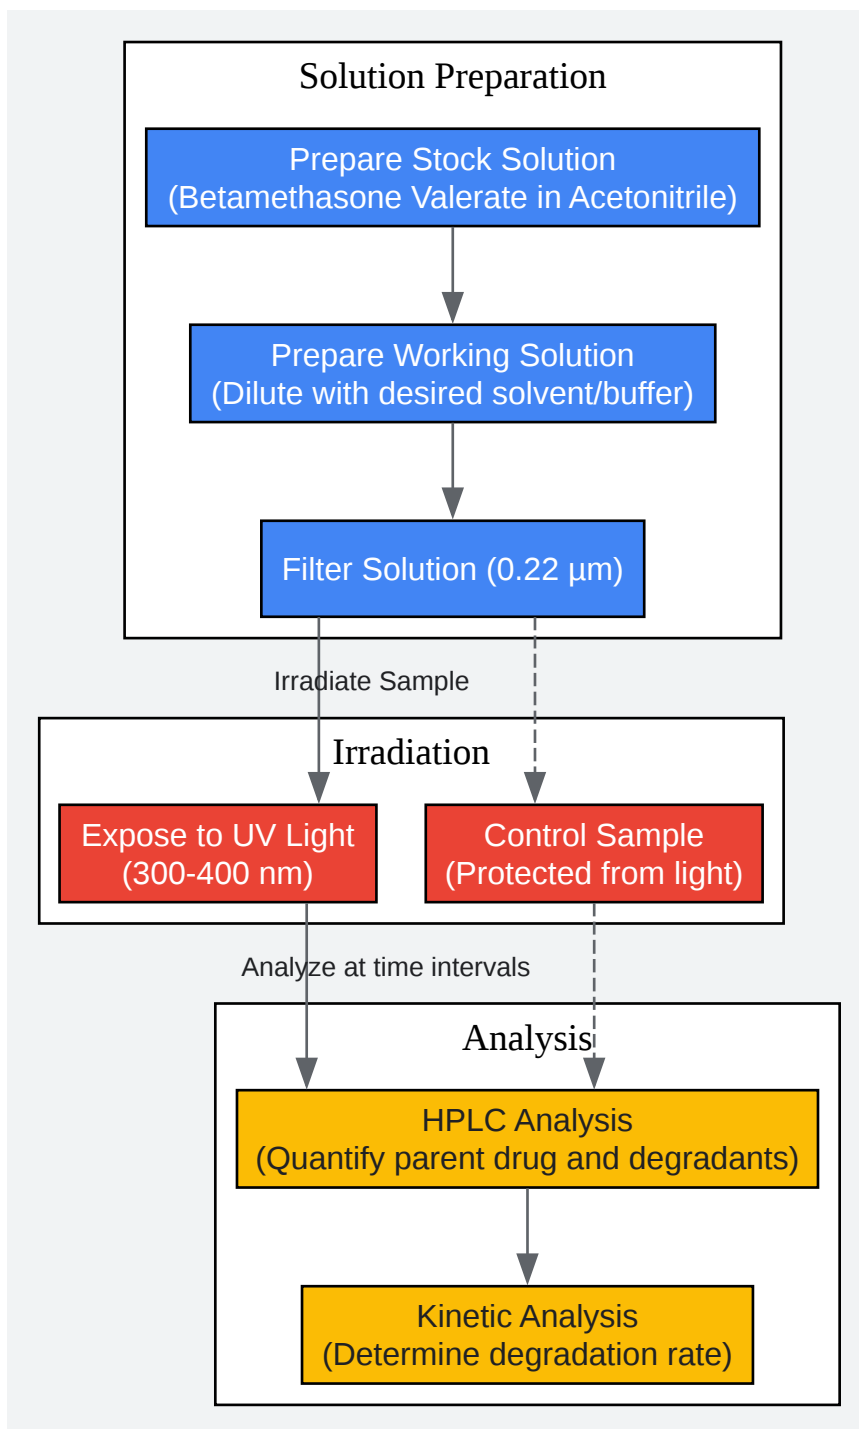 Solution Preparation
Prepare Stock Solution
(Betamethasone Valerate in Acetonitrile)
Prepare Working Solution
(Dilute with desired solvent/buffer)
Filter Solution (0.22 µm)
Irradiate Sample
Irradiation
Expose to UV Light
(300-400 nm)
Control Sample
(Protected from light)
Analyze at time intervals
Analysis
HPLC Analysis
(Quantify parent drug and degradants)
Kinetic Analysis
(Determine degradation rate)